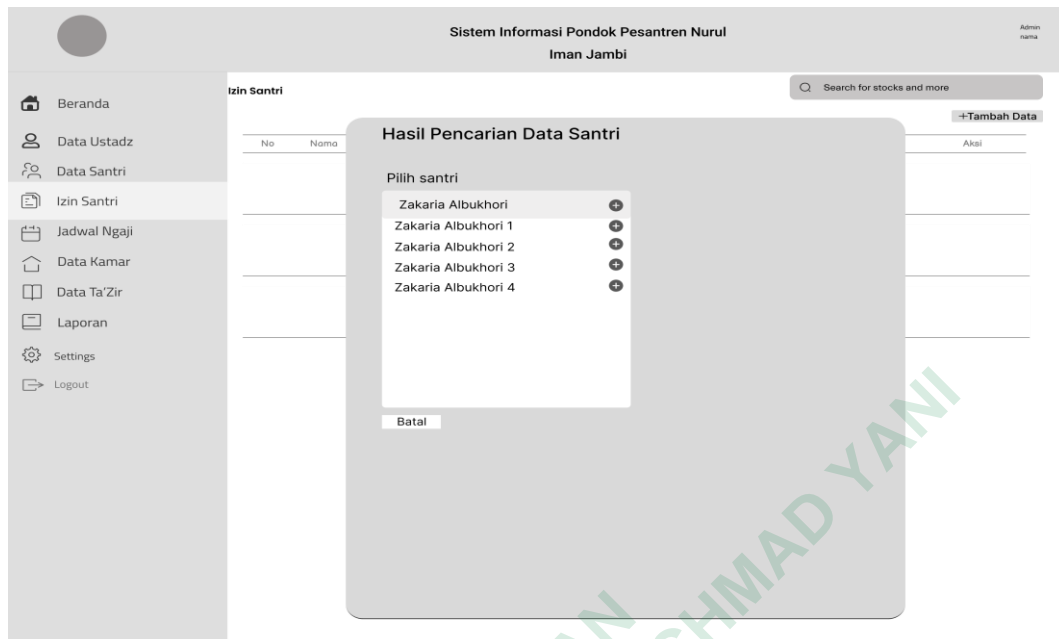 Sistem Informasi Pondok Pesantren Nurul
Iman Jambi
Admin
nama
Beranda
Data Ustadz
Data Santri
Izin Santri
Jadwal Ngaji
Data Kamar
Data Ta'Zir
Laporan
Settings
Logout
Izin Santri
Search for stocks and more
+Tambah Data
No Nama Aksi
Hasil Pencarian Data Santri
Pilih santri
Zakaria Albukhori
Zakaria Albukhori 1
Zakaria Albukhori 2
Zakaria Albukhori 3
Zakaria Albukhori 4
Batal
YANI